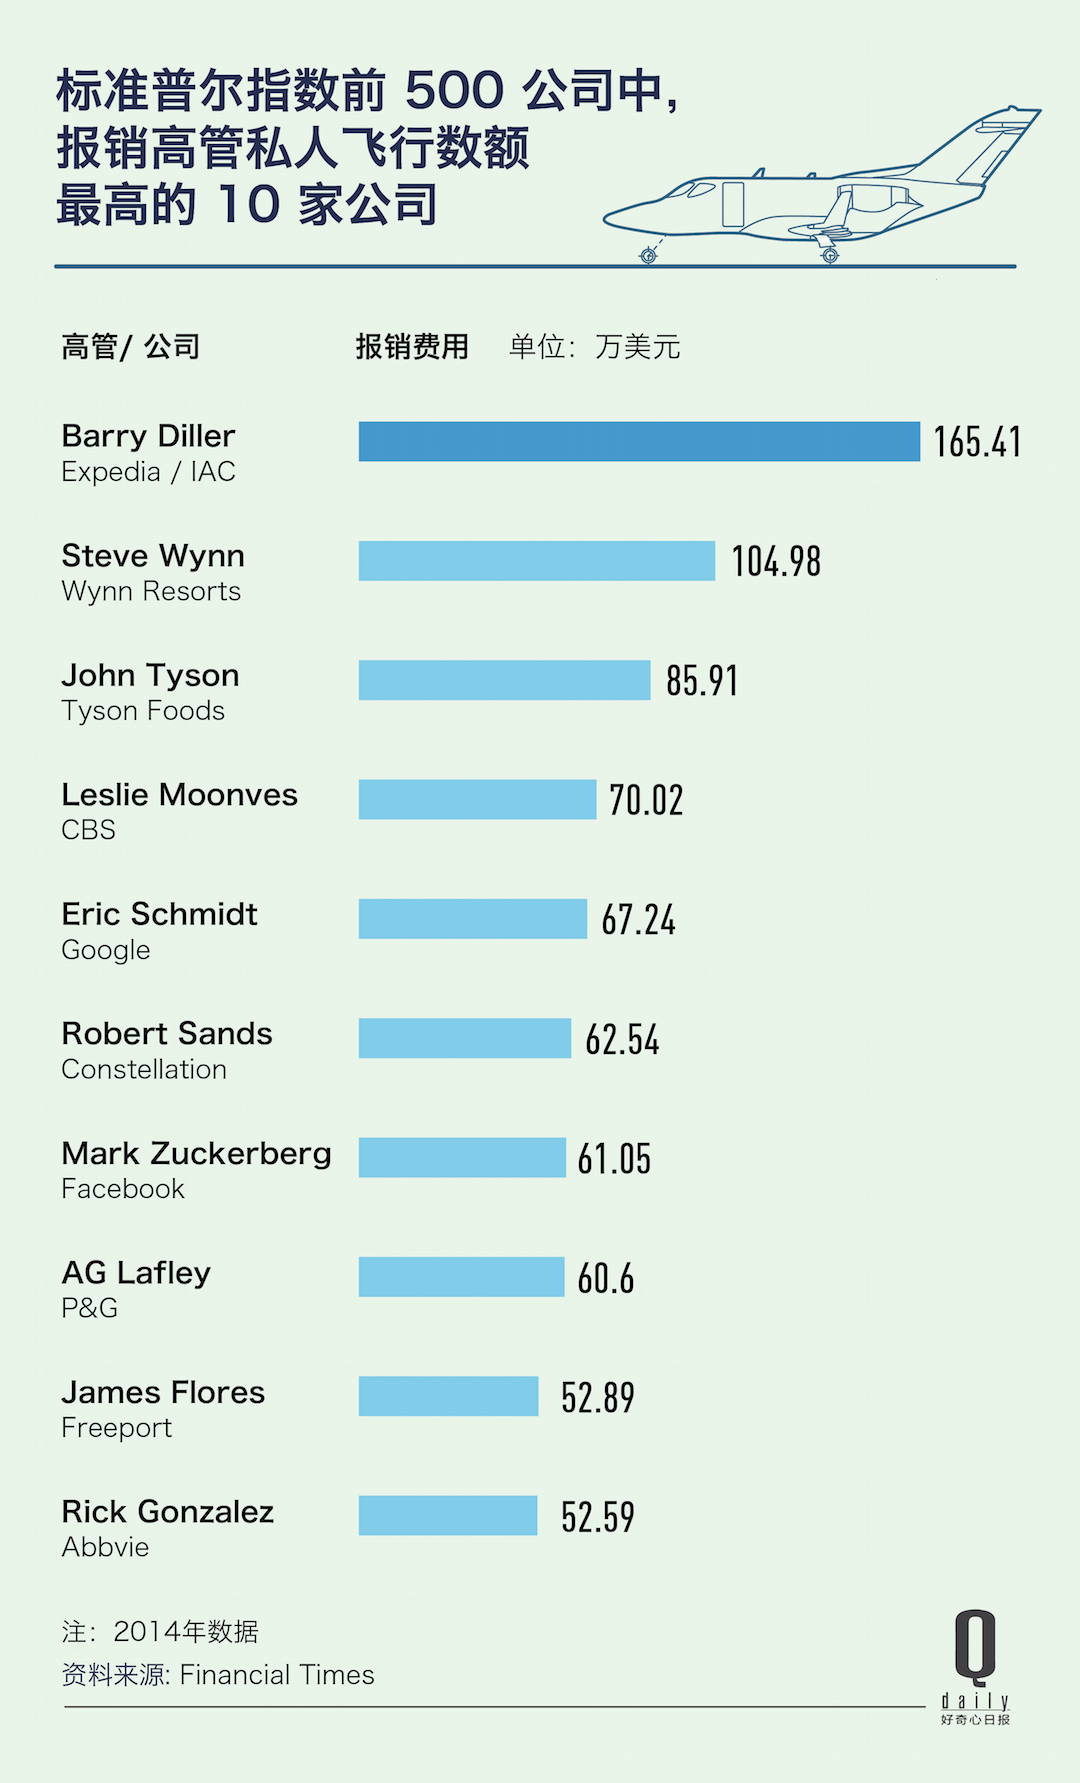 标准普尔指数前 500 公司中，
报销高管私人飞行数额
最高的 10 家公司
高管/ 公司 报销费用 单位：万美元
Barry Diller
Expedia / IAC
165.41
Steve Wynn
Wynn Resorts
104.98
John Tyson
Tyson Foods
85.91
Leslie Moonves
CBS
70.02
Eric Schmidt
Google
67.24
Robert Sands
Constellation
62.54
Mark Zuckerberg
Facebook
61.05
AG Lafley
P&G
60.6
James Flores
Freeport
52.89
Rick Gonzalez
Abbvie
52.59
注：2014年数据
资料来源: Financial Times
Q
daily
好奇心日报